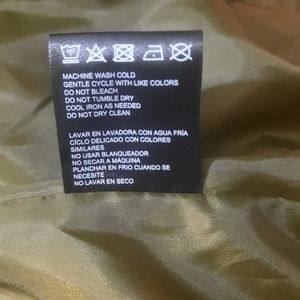 MACHINE WASH COLD
GENTLE CYCLE WITH LIKE COLORS
DO NOT BLEACH
DO NOT TUMBLE DRY
COOL IRON AS NEEDED
DO NOT DRY CLEAN
LAVAR EN LAVADORA CON AQUA FRÍA
CÍCLO DELICADO CON COLORES
SIMILARES
NO USAR BLANQUEADOR
NO SECAR A MÁQUINA
PLANCHAR EN FRIO CUANDO SE
NECESITE
NO LAVAR EN SECO